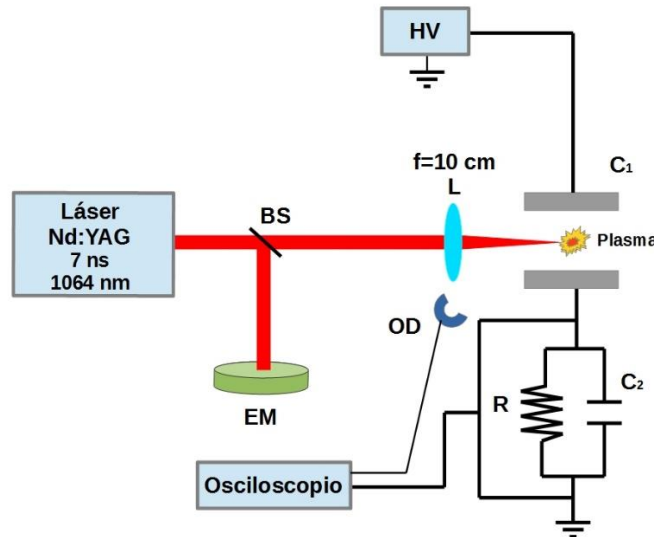 HV
f=10 cm
L
C₁
Láser
Nd:YAG
7 ns
1064 nm
BS
Plasma
OD
EM
R
C₂
Osciloscopio